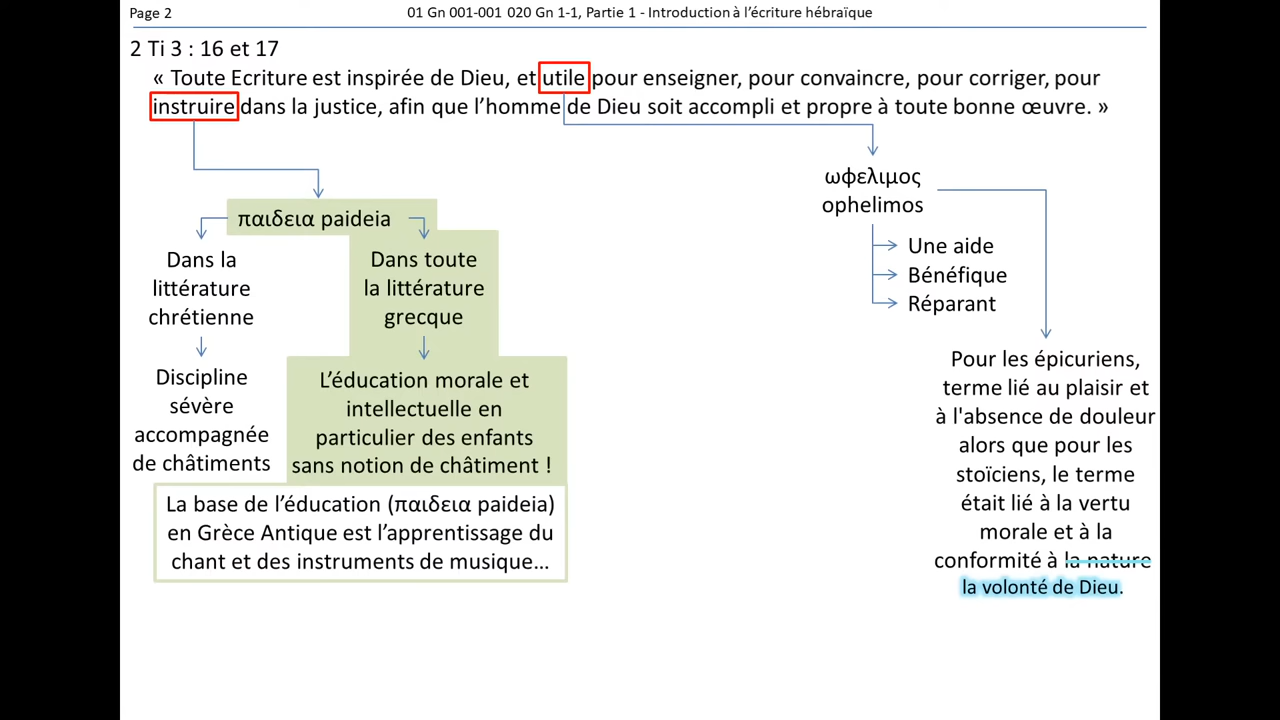 Page 2
01 Gn 001-001 020 Gn 1-1, Partie 1 - Introduction à l'écriture hébraïque
2 Ti 3 : 16 et 17
« Toute Ecriture est inspirée de Dieu, et utile pour enseigner, pour convaincre, pour corriger, pour
instruire dans la justice, afin que l'homme de Dieu soit accompli et propre à toute bonne œuvre. »
παιδεια paideia
Dans la
littérature
chrétienne
Discipline
sévère
accompagnée
de châtiments
Dans toute
la littérature
grecque
L'éducation morale et
intellectuelle en
particulier des enfants
sans notion de châtiment !
La base de l'éducation (παιδεια paideia)
en Grèce Antique est l'apprentissage du
chant et des instruments de musique...
ωφελιμος
ophelimos
Une aide
Bénéfique
Réparant
Pour les épicuriens,
terme lié au plaisir et
à l'absence de douleur
alors que pour les
stoïciens, le terme
était lié à la vertu
morale et à la
conformité à la nature
la volonté de Dieu.